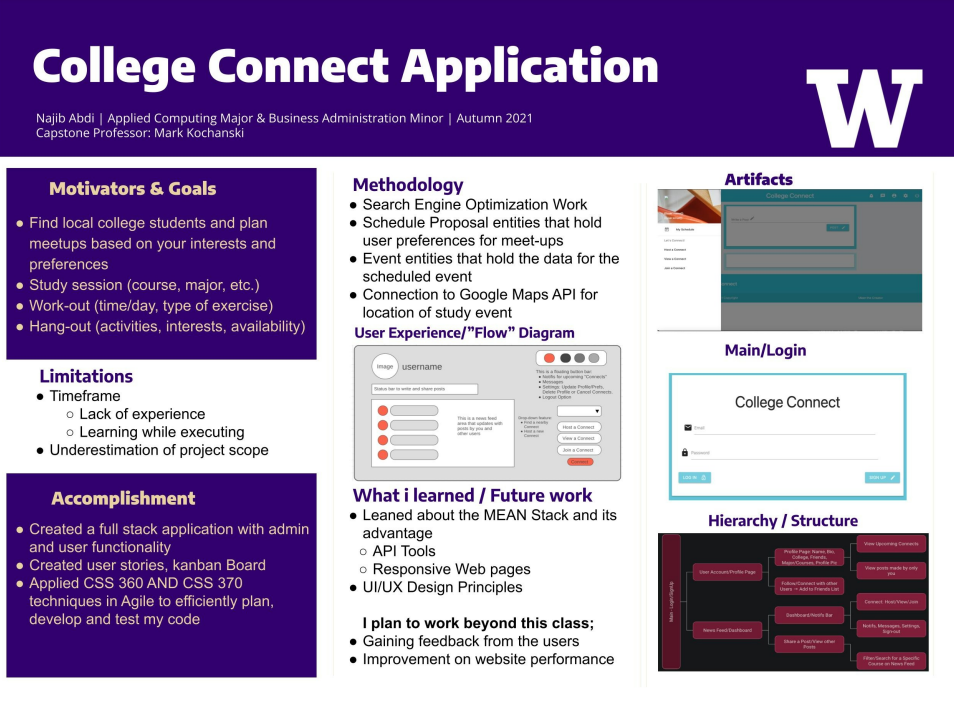 College Connect Application
Najib Abdi | Applied Computing Major & Business Administration Minor | Autumn 2021
Capstone Professor: Mark Kochanski
W
Motivators & Goals
● Find local college students and plan
meetups based on your interests and
preferences
● Study session (course, major, etc.)
● Work-out (time/day, type of exercise)
● Hang-out (activities, interests, availability)
Limitations
● Timeframe
○ Lack of experience
○ Learning while executing
● Underestimation of project scope
Accomplishment
● Created a full stack application with admin
and user functionality
● Created user stories, kanban Board
● Applied CSS 360 AND CSS 370
techniques in Agile to efficiently plan,
develop and test my code
Methodology
● Search Engine Optimization Work
● Schedule Proposal entities that hold
user preferences for meet-ups
● Event entities that hold the data for the
scheduled event
● Connection to Google Maps API for
location of study event
User Experience/”Flow” Diagram
Image
username
Status bar to write and share posts
This is a news feed
area that updates with
posts by you and
other users
This is a floating button bar:
● Notifs for upcoming "Connects"
● Messages
● Settings: Update Profile/Prefs,
Delete Profile or Cancel Connects.
● Logout Option
Drop-down feature:
● Find a nearby
Connect
● Host a new
Connect
Host a Connect
View a Connect
Join a Connect
Connect
What i learned / Future work
● Leaned about the MEAN Stack and its
advantage
○ API Tools
○ Responsive Web pages
● UI/UX Design Principles
I plan to work beyond this class;
● Gaining feedback from the users
● Improvement on website performance
Artifacts
College Connect
My Schedule
Let's Connect
Host a Connect
View a Connect
Join a Connect
Main/Login
College Connect
Email
Password
LOG IN
SIGN UP
Hierarchy / Structure
Main - Login/SignUp
User Account/Profile Page
News Feed/Dashboard
Profile Page: Name, Bio,
College, Friends,
Major/Courses, Profile Pic
Follow/Connect with other
Users -> Add to Friends List
Dashboard/Notifs Bar
Share a Post/View other
Posts
View Upcoming Connects
View posts made by only
you
Connect: Host/View/Join
Notifs, Messages, Settings,
Sign-out
Filter/Search for a Specific
Course on News Feed